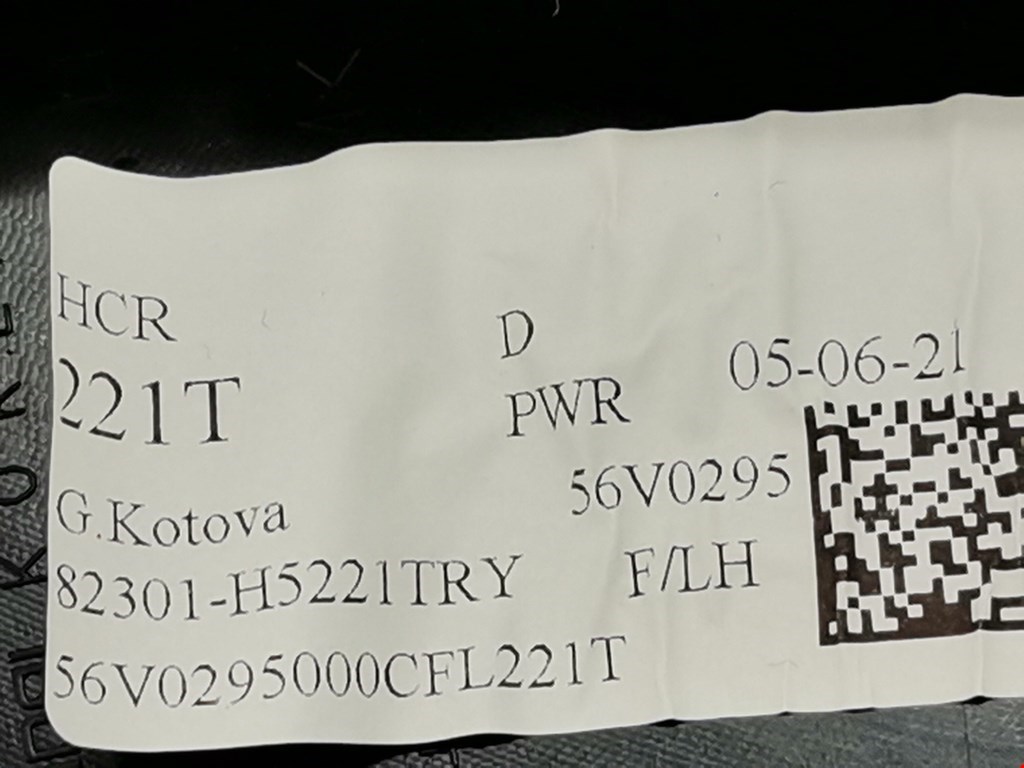 HCR
D
05-06-21
221T
PWR
G.Kotova
56V0295
82301-H5221TRY
F/LH
56V0295000CFL221T